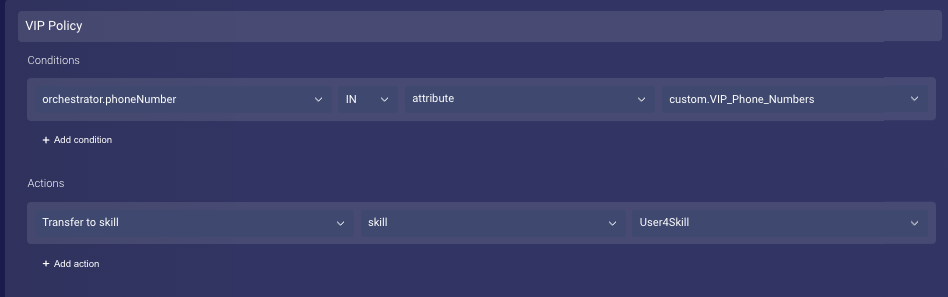 VIP Policy
Conditions
orchestrator.phoneNumber IN attribute custom.VIP_Phone_Numbers
+ Add condition
Actions
Transfer to skill skill User4Skill
+ Add action